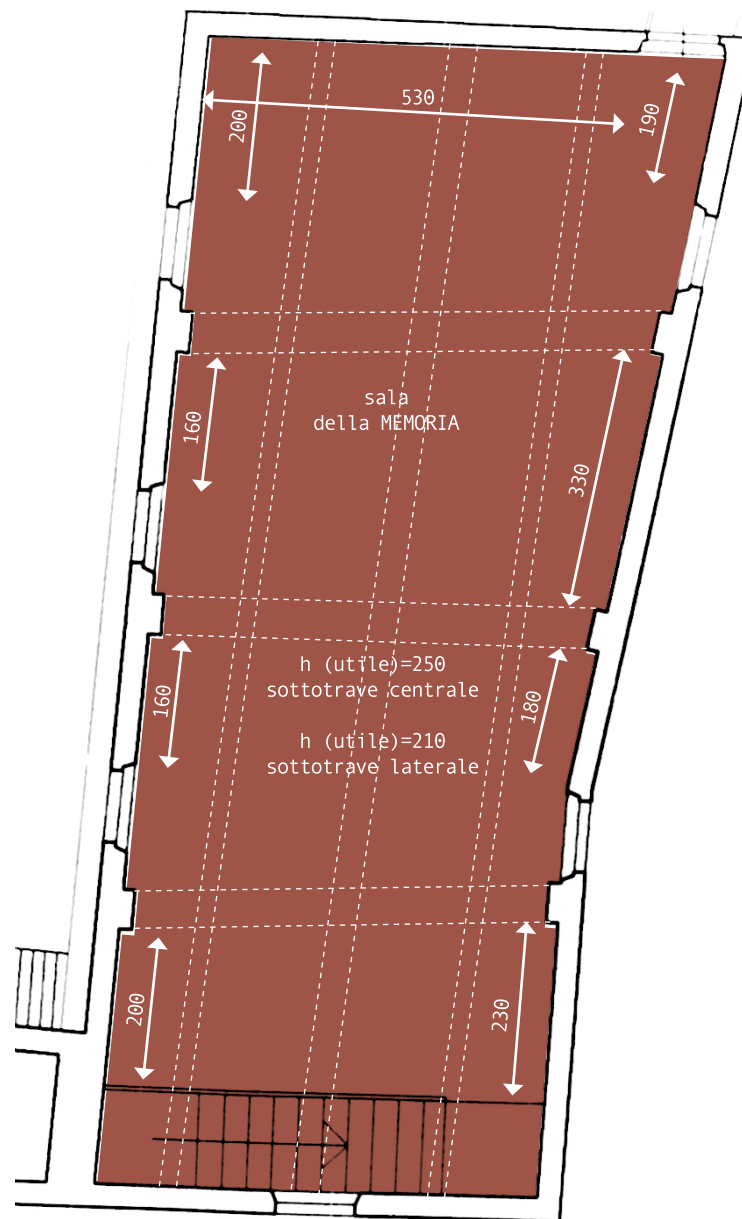 530
200
190
sala
della MEMORIA
160
330
h (utile)=250
sottotrave centrale
160
180
h (utile)=210
sottotrave laterale
200
230